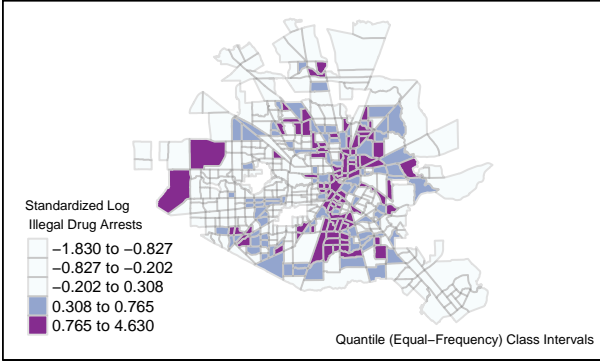 Standardized Log
Illegal Drug Arrests
−1.830 to −0.827
−0.827 to −0.202
−0.202 to 0.308
0.308 to 0.765
0.765 to 4.630
Quantile (Equal−Frequency) Class Intervals